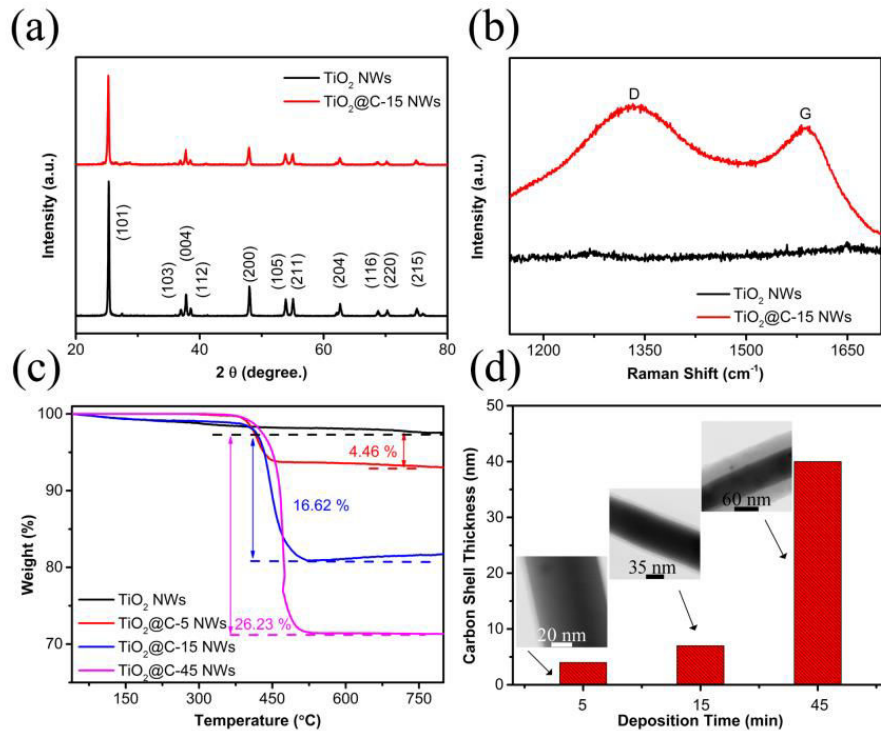 (a)
TiO₂ NWs
TiO₂@C-15 NWs
Intensity (a.u.)
(101)
(103)
(004)
(112)
(200)
(105)
(211)
(204)
(116)
(220)
(215)
20 40 60 80
2 θ (degree.)
(b)
D
G
Intensity (a.u.)
TiO₂ NWs
TiO₂@C-15 NWs
1200 1350 1500 1650
Raman Shift (cm⁻¹)
(c)
100
90
80
70
Weight (%)
4.46 %
16.62 %
26.23 %
TiO₂ NWs
TiO₂@C-5 NWs
TiO₂@C-15 NWs
TiO₂@C-45 NWs
150 300 450 600 750
Temperature (°C)
(d)
50
40
30
20
10
0
Carbon Shell Thickness (nm)
60 nm
35 nm
20 nm
5 15 45
Deposition Time (min)